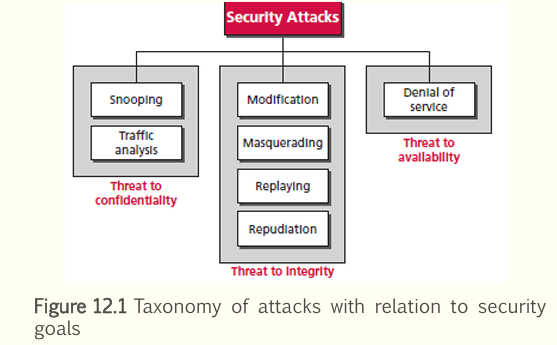 Security Attacks
Snooping
Traffic
analysis
Threat to
confidentiality
Modification
Masquerading
Replaying
Repudiation
Threat to Integrity
Denial of
service
Threat to
availability
Figure 12.1 Taxonomy of attacks with relation to security
goals